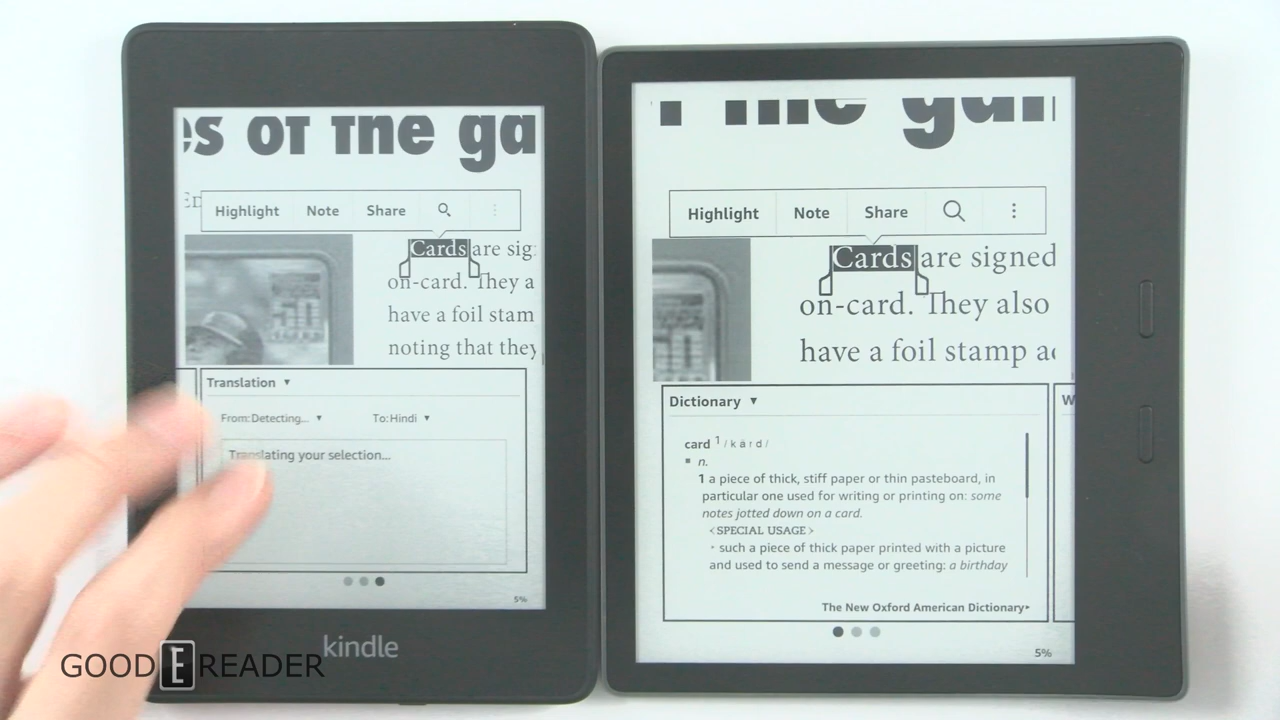 es of the ga
Highlight Note Share
Cards are sig
on-card. They a
have a foil stam
noting that they
Translation ▼
From: Detecting... ▼ To: Hindi ▼
Translating your selection...
5%
kindle
GOOD E READER
f the gam
Highlight Note Share
Cards are signed
on-card. They also
have a foil stamp a
Dictionary ▼
W
card 1 /kärd/
▪ n.
1 a piece of thick, stiff paper or thin pasteboard, in
particular one used for writing or printing on: some
notes jotted down on a card.
<SPECIAL USAGE>
· such a piece of thick paper printed with a picture
and used to send a message or greeting: a birthday
The New Oxford American Dictionary▸
5%